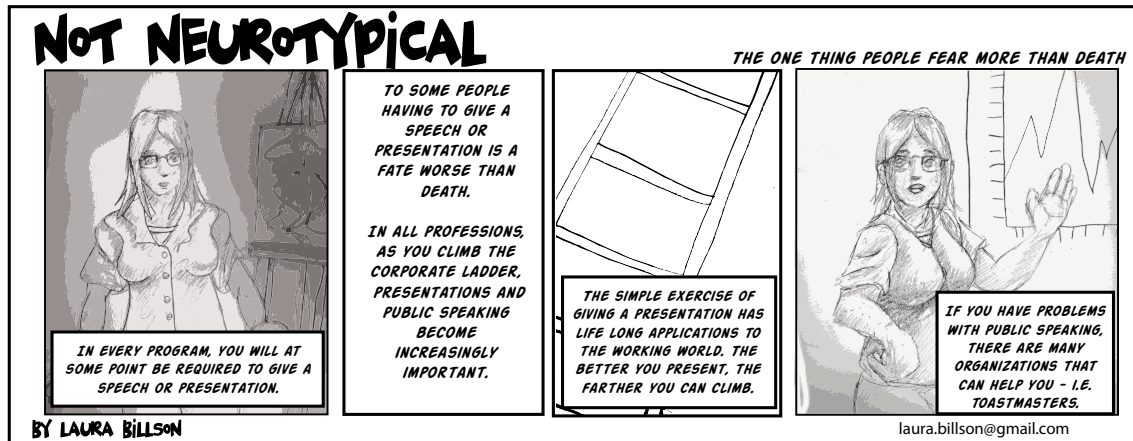 NOT NEUROTYPICAL
THE ONE THING PEOPLE FEAR MORE THAN DEATH
IN EVERY PROGRAM, YOU WILL AT
SOME POINT BE REQUIRED TO GIVE A
SPEECH OR PRESENTATION.
TO SOME PEOPLE
HAVING TO GIVE A
SPEECH OR
PRESENTATION IS A
FATE WORSE THAN
DEATH.
IN ALL PROFESSIONS,
AS YOU CLIMB THE
CORPORATE LADDER,
PRESENTATIONS AND
PUBLIC SPEAKING
BECOME
INCREASINGLY
IMPORTANT.
THE SIMPLE EXERCISE OF
GIVING A PRESENTATION HAS
LIFE LONG APPLICATIONS TO
THE WORKING WORLD. THE
BETTER YOU PRESENT, THE
FARTHER YOU CAN CLIMB.
IF YOU HAVE PROBLEMS
WITH PUBLIC SPEAKING,
THERE ARE MANY
ORGANIZATIONS THAT
CAN HELP YOU - I.E.
TOASTMASTERS.
BY LAURA BILLSON
laura.billson@gmail.com